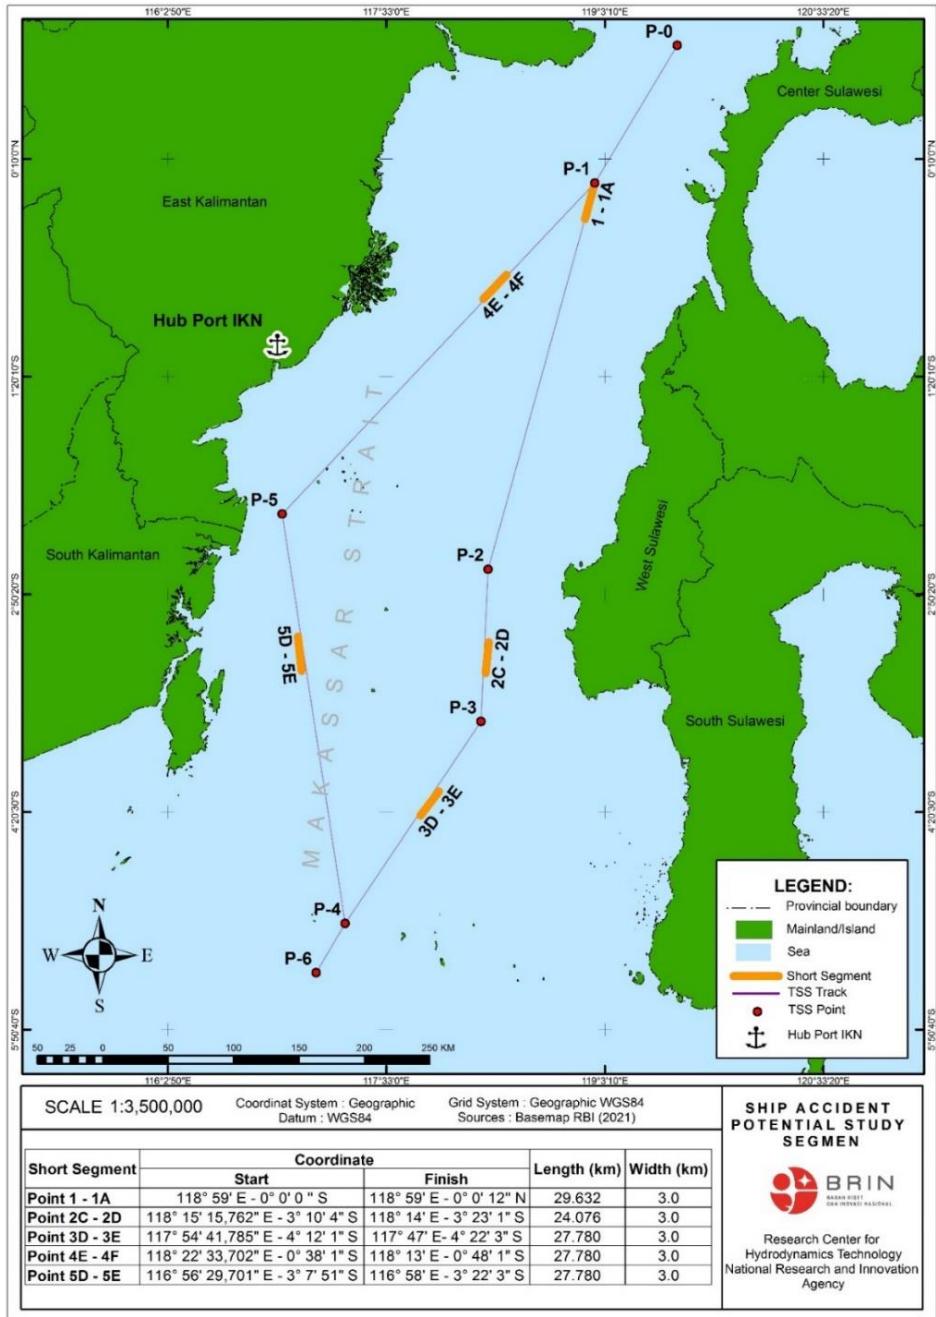 116°2'50"E 117°33'0"E 119°3'10"E 120°33'20"E
P-0
Center Sulawesi
0°10'0"N 0°10'0"N
P-1
1 - 1A
East Kalimantan
4E - 4F
Hub Port IKN
1°20'10"S 1°20'10"S
MAKASSAR STRAIT
P-5
South Kalimantan
P-2
West Sulawesi
2°50'20"S 2°50'20"S
5D - 5E
2C - 2D
P-3
South Sulawesi
3D - 3E
4°20'30"S 4°20'30"S
P-4
P-6
N
W E
S
5°50'40"S 5°50'40"S
LEGEND:
Provincial boundary
Mainland/Island
Sea
Short Segment
TSS Track
TSS Point
Hub Port IKN
50 25 0 50 100 150 200 250 KM
116°2'50"E 117°33'0"E 119°3'10"E 120°33'20"E
SCALE 1:3,500,000
Coordinat System : Geographic
Datum : WGS84
Grid System : Geographic WGS84
Sources : Basemap RBI (2021)
Short Segment Coordinate Length (km) Width (km)
Start Finish
Point 1 - 1A 118° 59' E - 0° 0' 0 " S 118° 59' E - 0° 0' 12" N 29.632 3.0
Point 2C - 2D 118° 15' 15,762" E - 3° 10' 4" S 118° 14' E - 3° 23' 1" S 24.076 3.0
Point 3D - 3E 117° 54' 41,785" E - 4° 12' 1" S 117° 47' E- 4° 22' 3" S 27.780 3.0
Point 4E - 4F 118° 22' 33,702" E - 0° 38' 1" S 118° 13' E - 0° 48' 1" S 27.780 3.0
Point 5D - 5E 116° 56' 29,701" E - 3° 7' 51" S 116° 58' E - 3° 22' 3" S 27.780 3.0
SHIP ACCIDENT
POTENTIAL STUDY
SEGMEN
BRIN
BADAN RISET
DAN INOVASI NASIONAL
Research Center for
Hydrodynamics Technology
National Research and Innovation
Agency